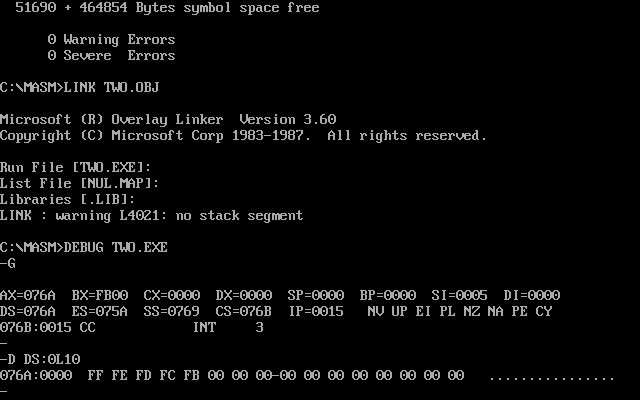 51690 + 464854 Bytes symbol space free
0 Warning Errors
0 Severe  Errors
C:\MASM>LINK TWO.OBJ
Microsoft (R) Overlay Linker  Version 3.60
Copyright (C) Microsoft Corp 1983-1987.  All rights reserved.
Run File [TWO.EXE]:
List File [NUL.MAP]:
Libraries [.LIB]:
LINK : warning L4021: no stack segment
C:\MASM>DEBUG TWO.EXE
-G
AX=076A  BX=FB00  CX=0000  DX=0000  SP=0000  BP=0000  SI=0005  DI=0000
DS=076A  ES=075A  SS=0769  CS=076B  IP=0015   NV UP EI PL NZ NA PE CY
076B:0015 CC            INT     3
-
-D DS:0L10
076A:0000  FF FE FD FC FB 00 00 00-00 00 00 00 00 00 00 00   ................
-